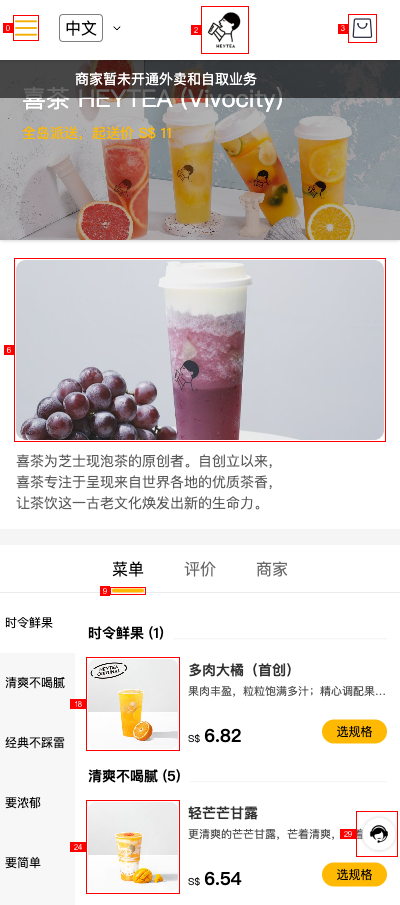 中文
HEYTEA
商家暂未开通外卖和自取业务
喜茶 HEYTEA (Vivocity)
全岛派送，起送价 S$ 11
喜茶为芝士现泡茶的原创者。自创立以来，
喜茶专注于呈现来自世界各地的优质茶香，
让茶饮这一古老文化焕发出新的生命力。
菜单 评价 商家
时令鲜果
清爽不喝腻
经典不踩雷
要浓郁
要简单
时令鲜果 (1)
多肉大橘（首创）
果肉丰盈，粒粒饱满多汁；精心调配果...
S$ 6.82
选规格
清爽不喝腻 (5)
轻芒芒甘露
更清爽的芒芒甘露，芒着清爽，
S$ 6.54
选规格
0
2
3
6
9
18
24
29